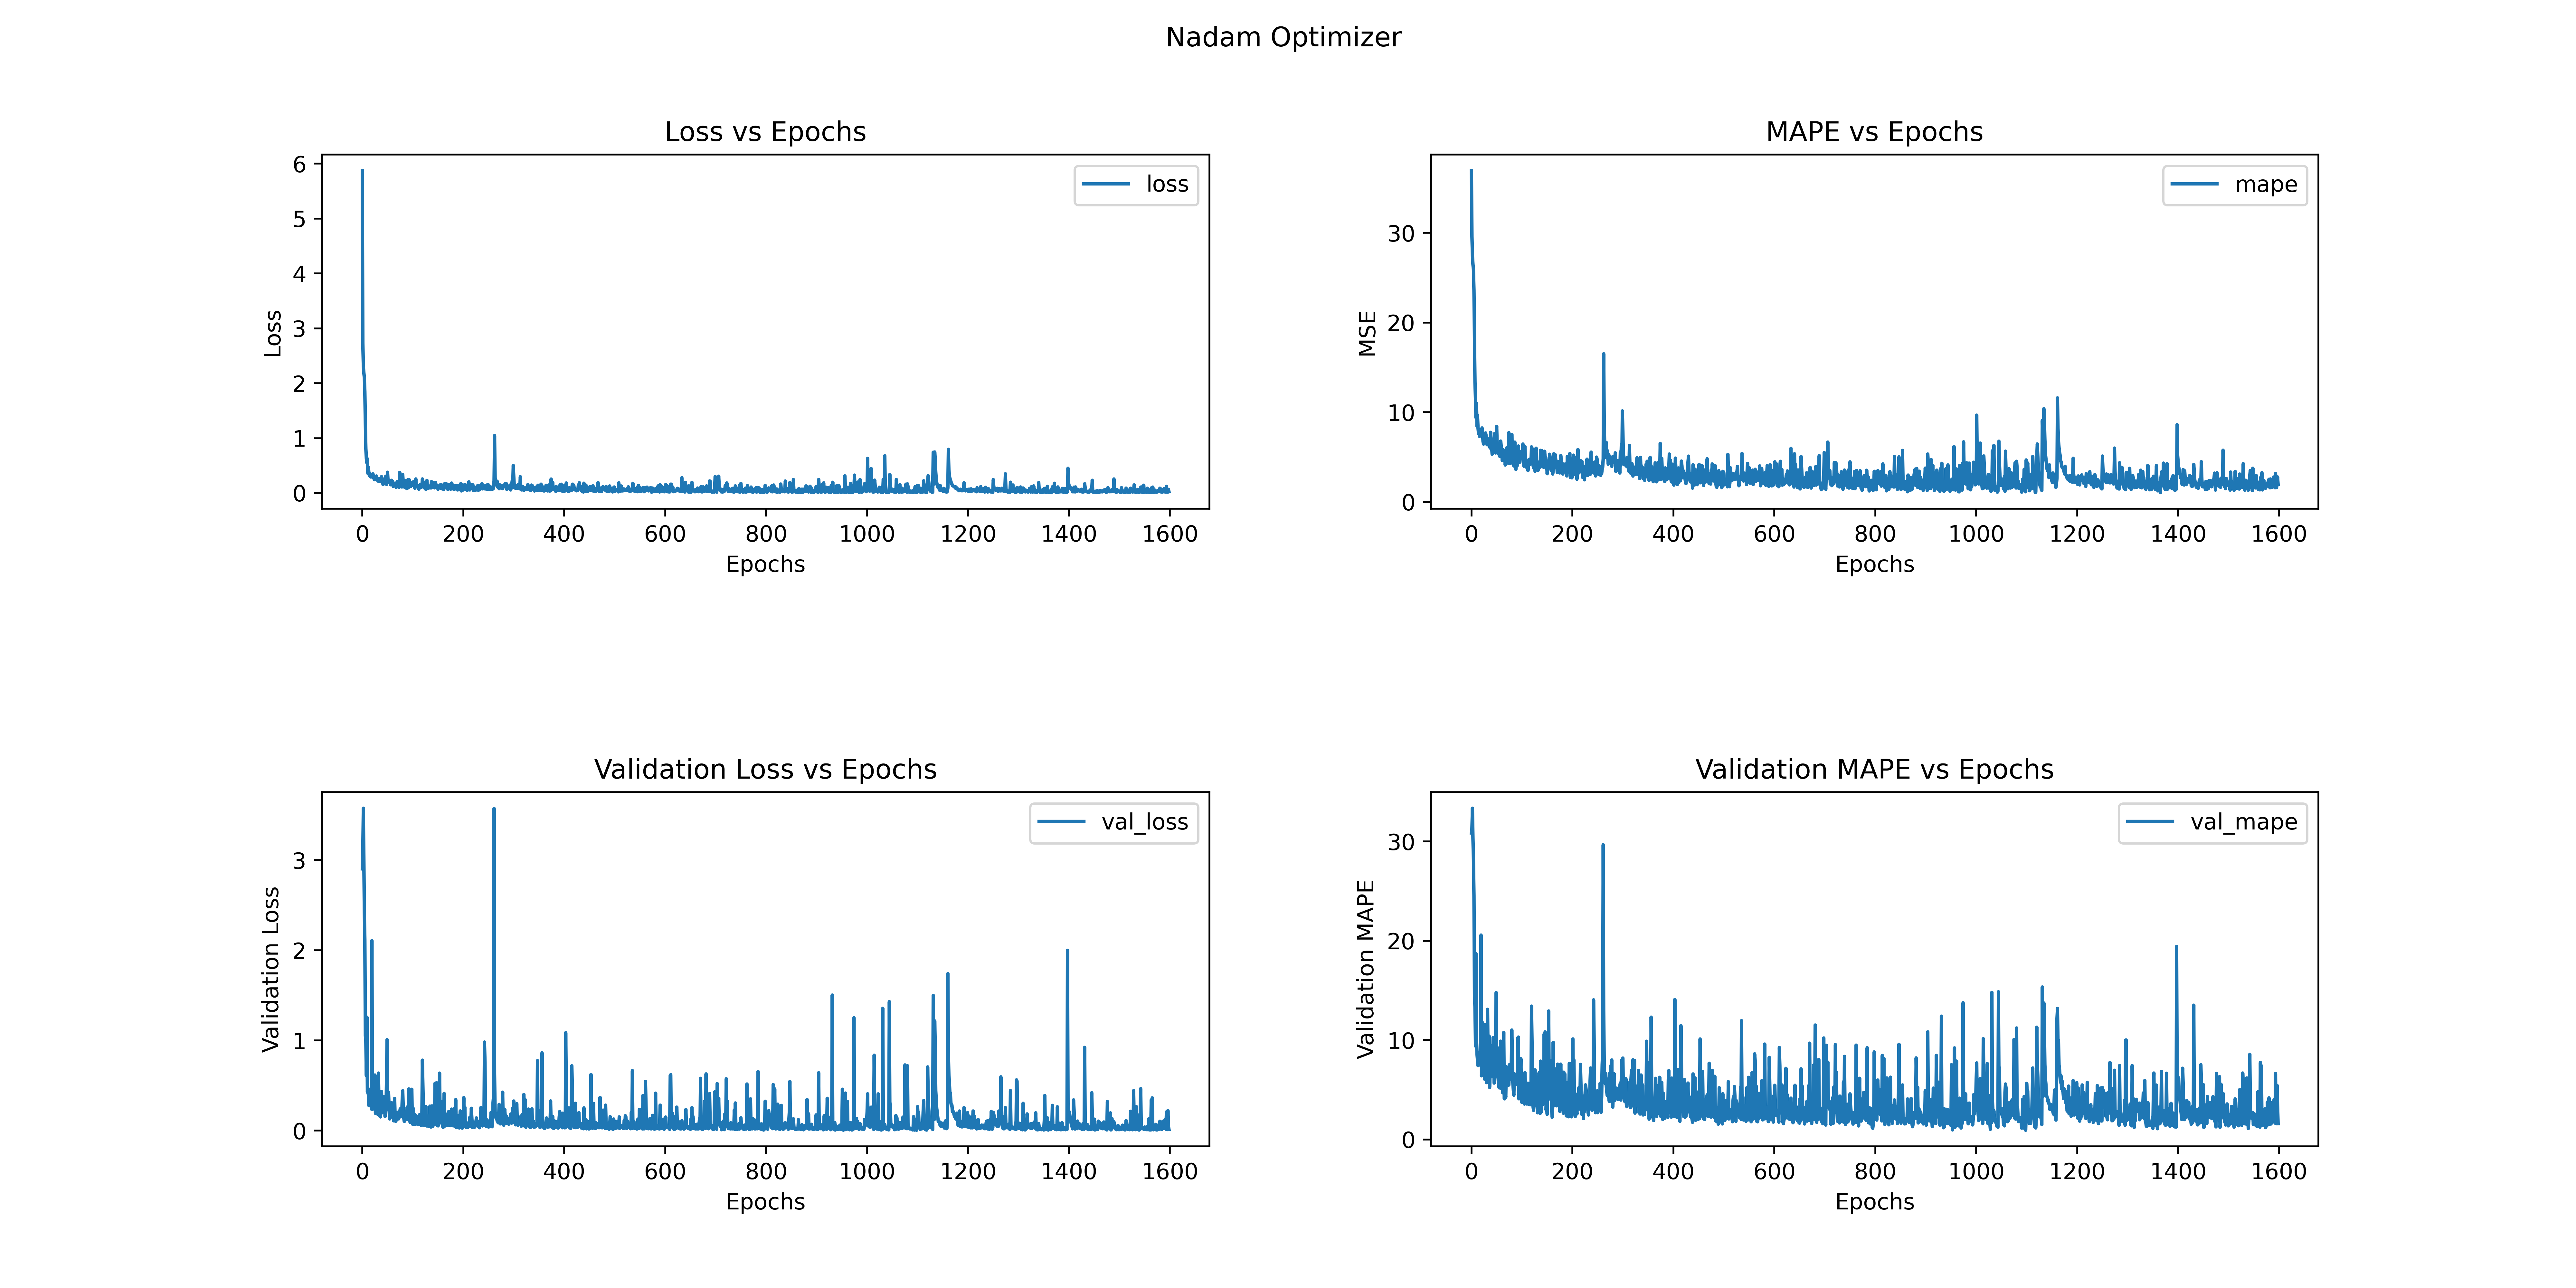 Nadam Optimizer
Loss vs Epochs
6
5
4
3
2
1
0
Loss
loss
0 200 400 600 800 1000 1200 1400 1600
Epochs
MAPE vs Epochs
30
20
10
0
MSE
mape
0 200 400 600 800 1000 1200 1400 1600
Epochs
Validation Loss vs Epochs
3
2
1
0
Validation Loss
val_loss
0 200 400 600 800 1000 1200 1400 1600
Epochs
Validation MAPE vs Epochs
30
20
10
0
Validation MAPE
val_mape
0 200 400 600 800 1000 1200 1400 1600
Epochs